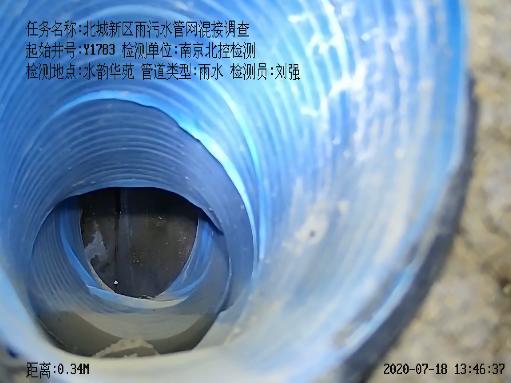 任务名称:北城新区雨污水管网混接调查
起始井号:Y1783 检测单位:南京北控检测
检测地点:水韵华苑 管道类型:雨水 检测员:刘强
距离:0.34M
2020-07-18 13:46:37